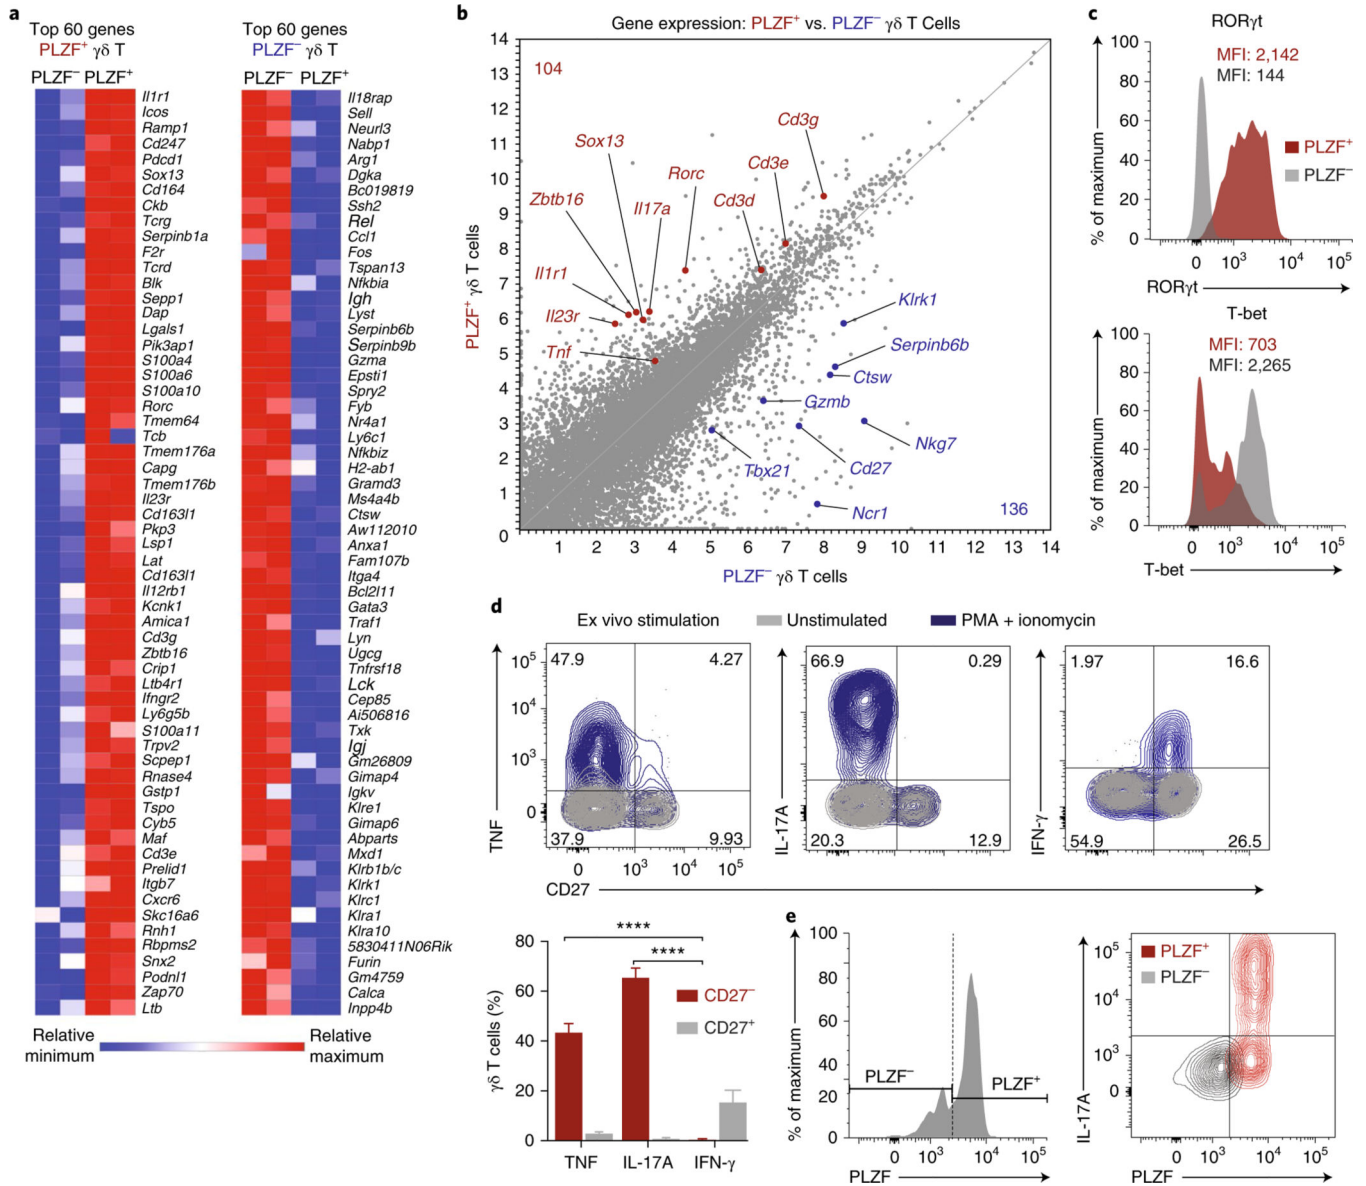 a
Top 60 genes
PLZF⁺ γδ T
PLZF⁻ PLZF⁺
Il1r1
Icos
Ramp1
Cd247
Pdcd1
Sox13
Cd164
Ckb
Tcrg
Serpinb1a
F2r
Tcrd
Blk
Sepp1
Dap
Lgals1
Pik3ap1
S100a4
S100a6
S100a10
Rorc
Tmem64
Tcb
Tmem176a
Capg
Tmem176b
Il23r
Cd163l1
Pkp3
Lsp1
Lat
Cd163l1
Il12rb1
Kcnk1
Amica1
Cd3g
Zbtb16
Crip1
Ltb4r1
Ifngr2
Ly6g5b
S100a11
Trpv2
Scpep1
Rnase4
Gstp1
Tspo
Cyb5
Maf
Cd3e
Prelid1
Itgb7
Cxcr6
Skc16a6
Rnh1
Rbpms2
Snx2
Podnl1
Zap70
Ltb
Top 60 genes
PLZF⁻ γδ T
PLZF⁻ PLZF⁺
Il18rap
Sell
Neurl3
Nabp1
Arg1
Dgka
Bc019819
Ssh2
Rel
Ccl1
Fos
Tspan13
Nfkbia
Igh
Lyst
Serpinb6b
Serpinb9b
Gzma
Epsti1
Spry2
Fyb
Nr4a1
Ly6c1
Nfkbiz
H2-ab1
Gramd3
Ms4a4b
Ctsw
Aw112010
Anxa1
Fam107b
Itga4
Bcl2l11
Gata3
Traf1
Lyn
Ugcg
Tnfrsf18
Lck
Cep85
Ai506816
Txk
Igj
Gm26809
Gimap4
Igkv
Klre1
Gimap6
Abparts
Mxd1
Klrb1b/c
Klrk1
Klrc1
Klra1
Klra10
5830411N06Rik
Furin
Gm4759
Calca
Inpp4b
Relative
minimum
Relative
maximum
b
Gene expression: PLZF⁺ vs. PLZF⁻ γδ T Cells
PLZF⁺ γδ T cells
14
13
12
11
10
9
8
7
6
5
4
3
2
1
0
104
Cd3g
Sox13
Cd3e
Rorc
Zbtb16
Cd3d
Il17a
Il1r1
Il23r
Tnf
Klrk1
Serpinb6b
Ctsw
Gzmb
Nkg7
Tbx21
Cd27
Ncr1
136
1 2 3 4 5 6 7 8 9 10 11 12 13 14
PLZF⁻ γδ T cells
c
RORγt
% of maximum
100
80
60
40
20
0
MFI: 2,142
MFI: 144
PLZF⁺
PLZF⁻
0 10³ 10⁴ 10⁵
RORγt
T-bet
% of maximum
100
80
60
40
20
0
MFI: 703
MFI: 2,265
0 10³ 10⁴ 10⁵
T-bet
d
Ex vivo stimulation Unstimulated PMA + ionomycin
TNF
10⁵
10⁴
10³
0
47.9 4.27
37.9 9.93
0 10³ 10⁴ 10⁵
IL-17A
66.9 0.29
20.3 12.9
IFN-γ
1.97 16.6
54.9 26.5
CD27
γδ T cells (%)
80
60
40
20
0
****
****
CD27⁻
CD27⁺
TNF IL-17A IFN-γ
e
% of maximum
100
80
60
40
20
0
PLZF⁻
PLZF⁺
0 10³ 10⁴ 10⁵
PLZF
IL-17A
10⁵
10⁴
10³
0
PLZF⁺
PLZF⁻
0 10³ 10⁴ 10⁵
PLZF